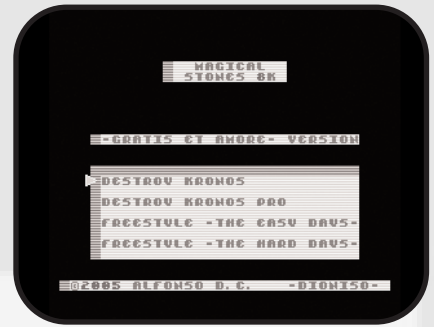 MAGICAL
STONES 8K
-GRATIS ET AMORE- VERSION
DESTROY KRONOS
DESTROY KRONOS PRO
FREESTYLE -THE EASY DAYS-
FREESTYLE -THE HARD DAYS-
©2005 ALFONSO D.C. -DIONISO-